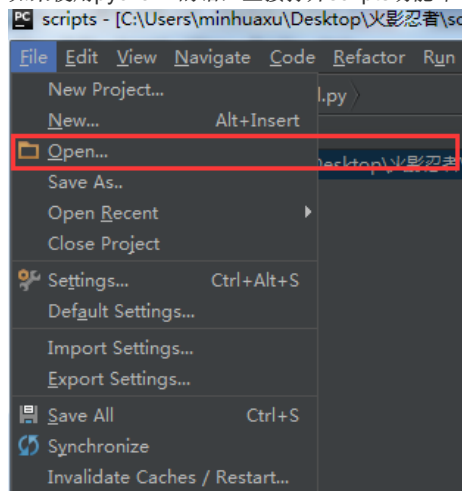 scripts - [C:\Users\minhuaxu\Desktop\火影忍者\sc
File Edit View Navigate Code Refactor Run
New Project...
l.py
New... Alt+Insert
Open...
Desktop\火影忍者\
Save As..
Open Recent
Close Project
Settings... Ctrl+Alt+S
Default Settings...
Import Settings...
Export Settings...
Save All Ctrl+S
Synchronize
Invalidate Caches / Restart...